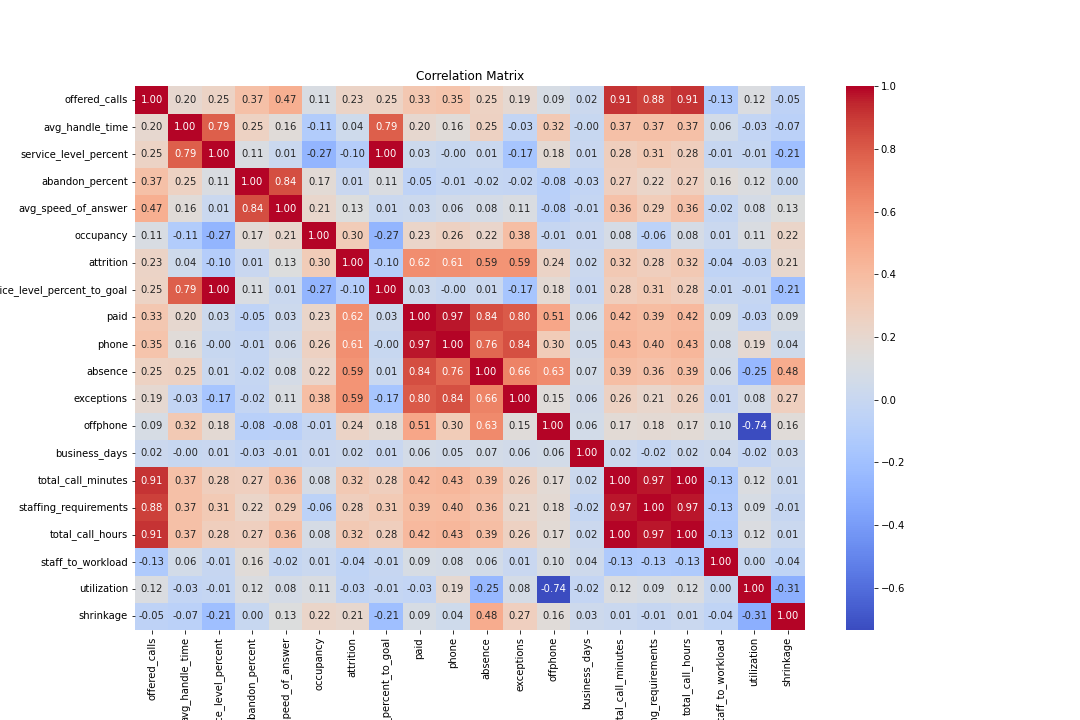 Correlation Matrix
offered_calls 1.00 0.20 0.25 0.37 0.47 0.11 0.23 0.25 0.33 0.35 0.25 0.19 0.09 0.02 0.91 0.88 0.91 -0.13 0.12 -0.05
avg_handle_time 0.20 1.00 0.79 0.25 0.16 -0.11 0.04 0.79 0.20 0.16 0.25 -0.03 0.32 -0.00 0.37 0.37 0.37 0.06 -0.03 -0.07
service_level_percent 0.25 0.79 1.00 0.11 0.01 -0.27 -0.10 1.00 0.03 -0.00 0.01 -0.17 0.18 0.01 0.28 0.31 0.28 -0.01 -0.01 -0.21
abandon_percent 0.37 0.25 0.11 1.00 0.84 0.17 0.01 0.11 -0.05 -0.01 -0.02 -0.02 -0.08 -0.03 0.27 0.22 0.27 0.16 0.12 0.00
avg_speed_of_answer 0.47 0.16 0.01 0.84 1.00 0.21 0.13 0.01 0.03 0.06 0.08 0.11 -0.08 -0.01 0.36 0.29 0.36 -0.02 0.08 0.13
occupancy 0.11 -0.11 -0.27 0.17 0.21 1.00 0.30 -0.27 0.23 0.26 0.22 0.38 -0.01 0.01 0.08 -0.06 0.08 0.01 0.11 0.22
attrition 0.23 0.04 -0.10 0.01 0.13 0.30 1.00 -0.10 0.62 0.61 0.59 0.59 0.24 0.02 0.32 0.28 0.32 -0.04 -0.03 0.21
ice_level_percent_to_goal 0.25 0.79 1.00 0.11 0.01 -0.27 -0.10 1.00 0.03 -0.00 0.01 -0.17 0.18 0.01 0.28 0.31 0.28 -0.01 -0.01 -0.21
paid 0.33 0.20 0.03 -0.05 0.03 0.23 0.62 0.03 1.00 0.97 0.84 0.80 0.51 0.06 0.42 0.39 0.42 0.09 -0.03 0.09
phone 0.35 0.16 -0.00 -0.01 0.06 0.26 0.61 -0.00 0.97 1.00 0.76 0.84 0.30 0.05 0.43 0.40 0.43 0.08 0.19 0.04
absence 0.25 0.25 0.01 -0.02 0.08 0.22 0.59 0.01 0.84 0.76 1.00 0.66 0.63 0.07 0.39 0.36 0.39 0.06 -0.25 0.48
exceptions 0.19 -0.03 -0.17 -0.02 0.11 0.38 0.59 -0.17 0.80 0.84 0.66 1.00 0.15 0.06 0.26 0.21 0.26 0.01 0.08 0.27
offphone 0.09 0.32 0.18 -0.08 -0.08 -0.01 0.24 0.18 0.51 0.30 0.63 0.15 1.00 0.06 0.17 0.18 0.17 0.10 -0.74 0.16
business_days 0.02 -0.00 0.01 -0.03 -0.01 0.01 0.02 0.01 0.06 0.05 0.07 0.06 0.06 1.00 0.02 -0.02 0.02 0.04 -0.02 0.03
total_call_minutes 0.91 0.37 0.28 0.27 0.36 0.08 0.32 0.28 0.42 0.43 0.39 0.26 0.17 0.02 1.00 0.97 1.00 -0.13 0.12 0.01
staffing_requirements 0.88 0.37 0.31 0.22 0.29 -0.06 0.28 0.31 0.39 0.40 0.36 0.21 0.18 -0.02 0.97 1.00 0.97 -0.13 0.09 -0.01
total_call_hours 0.91 0.37 0.28 0.27 0.36 0.08 0.32 0.28 0.42 0.43 0.39 0.26 0.17 0.02 1.00 0.97 1.00 -0.13 0.12 0.01
staff_to_workload -0.13 0.06 -0.01 0.16 -0.02 0.01 -0.04 -0.01 0.09 0.08 0.06 0.01 0.10 0.04 -0.13 -0.13 -0.13 1.00 0.00 -0.04
utilization 0.12 -0.03 -0.01 0.12 0.08 0.11 -0.03 -0.01 -0.03 0.19 -0.25 0.08 -0.74 -0.02 0.12 0.09 0.12 0.00 1.00 -0.31
shrinkage -0.05 -0.07 -0.21 0.00 0.13 0.22 0.21 -0.21 0.09 0.04 0.48 0.27 0.16 0.03 0.01 -0.01 0.01 -0.04 -0.31 1.00
offered_calls
avg_handle_time
ce_level_percent
bandon_percent
peed_of_answer
occupancy
attrition
_percent_to_goal
paid
phone
absence
exceptions
offphone
business_days
tal_call_minutes
ng_requirements
total_call_hours
taff_to_workload
utilization
shrinkage
1.0
0.8
0.6
0.4
0.2
0.0
−0.2
−0.4
−0.6